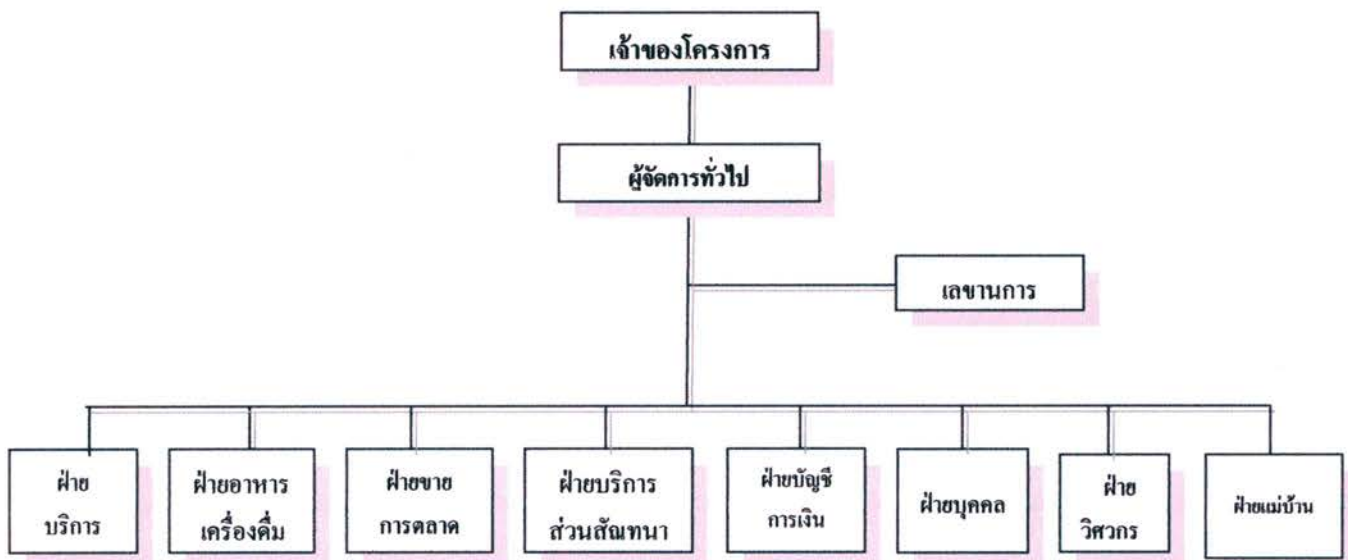 เจ้าของโครงการ
ผู้จัดการทั่วไป
เลขานการ
ฝ่าย
บริการ
ฝ่ายอาหาร
เครื่องดื่ม
ฝ่ายขาย
การตลาด
ฝ่ายบริการ
ส่วนสัณทนา
ฝ่ายบัญชี
การเงิน
ฝ่ายบุคคล
ฝ่าย
วิศวกร
ฝ่ายแม่บ้าน